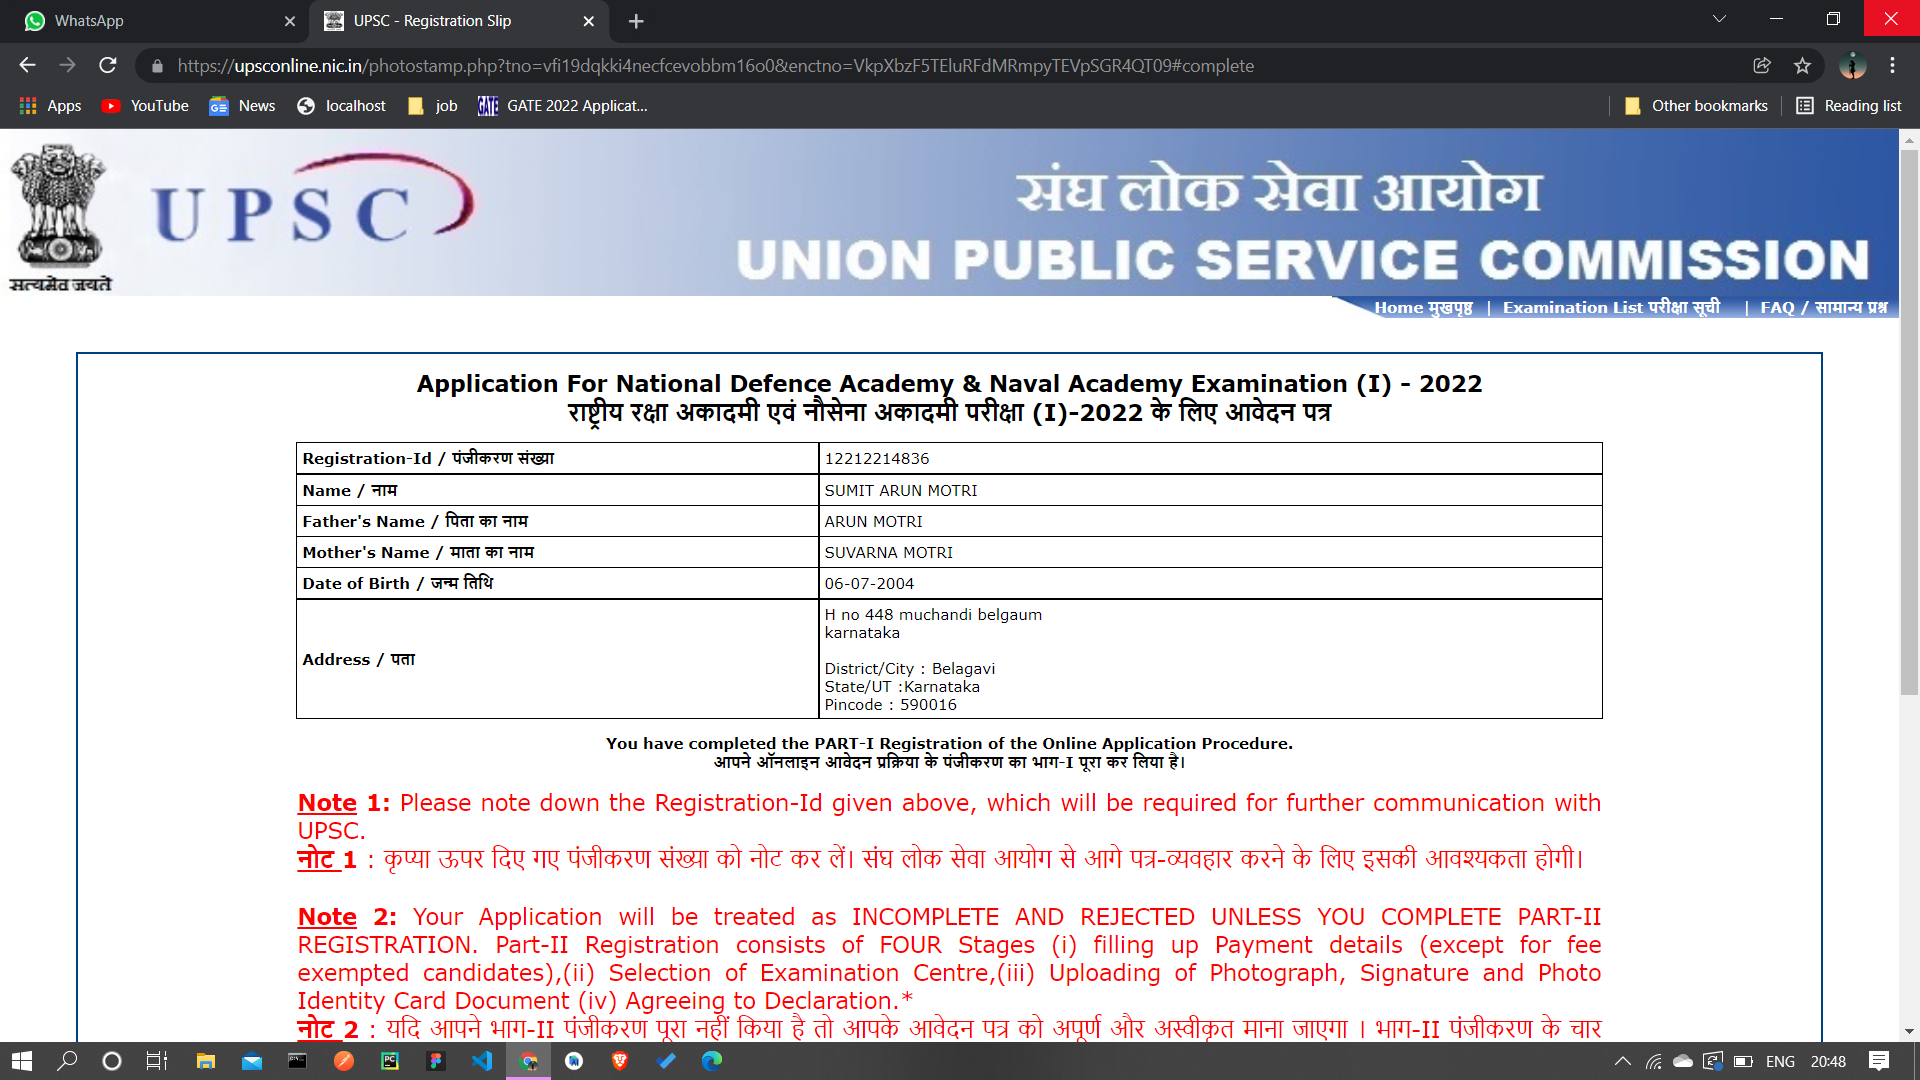 WhatsApp
UPSC - Registration Slip
https://upsconline.nic.in/photostamp.php?tno=vfi19dqkki4necfcevobbm16o0&enctno=VkpXbzF5TEluRFdMRmpyTEVpSGR4QT09#complete
Apps YouTube News localhost job GATE 2022 Applicat... Other bookmarks Reading list
सत्यमेव जयते
UPSC
संघ लोक सेवा आयोग
UNION PUBLIC SERVICE COMMISSION
Home मुखपृष्ठ | Examination List परीक्षा सूची | FAQ / सामान्य प्रश्न
Application For National Defence Academy & Naval Academy Examination (I) - 2022
राष्ट्रीय रक्षा अकादमी एवं नौसेना अकादमी परीक्षा (I)-2022 के लिए आवेदन पत्र
Registration-Id / पंजीकरण संख्या 12212214836
Name / नाम SUMIT ARUN MOTRI
Father's Name / पिता का नाम ARUN MOTRI
Mother's Name / माता का नाम SUVARNA MOTRI
Date of Birth / जन्म तिथि 06-07-2004
Address / पता
H no 448 muchandi belgaum
karnataka
District/City : Belagavi
State/UT :Karnataka
Pincode : 590016
You have completed the PART-I Registration of the Online Application Procedure.
आपने ऑनलाइन आवेदन प्रक्रिया के पंजीकरण का भाग-I पूरा कर लिया है।
Note 1: Please note down the Registration-Id given above, which will be required for further communication with
UPSC.
नोट 1 : कृप्या ऊपर दिए गए पंजीकरण संख्या को नोट कर लें। संघ लोक सेवा आयोग से आगे पत्र-व्यवहार करने के लिए इसकी आवश्यकता होगी।
Note 2: Your Application will be treated as INCOMPLETE AND REJECTED UNLESS YOU COMPLETE PART-II
REGISTRATION. Part-II Registration consists of FOUR Stages (i) filling up Payment details (except for fee
exempted candidates),(ii) Selection of Examination Centre,(iii) Uploading of Photograph, Signature and Photo
Identity Card Document (iv) Agreeing to Declaration.*
नोट 2 : यदि आपने भाग-II पंजीकरण पूरा नहीं किया है तो आपके आवेदन पत्र को अपूर्ण और अस्वीकृत माना जाएगा । भाग-II पंजीकरण के चार
ENG 20:48